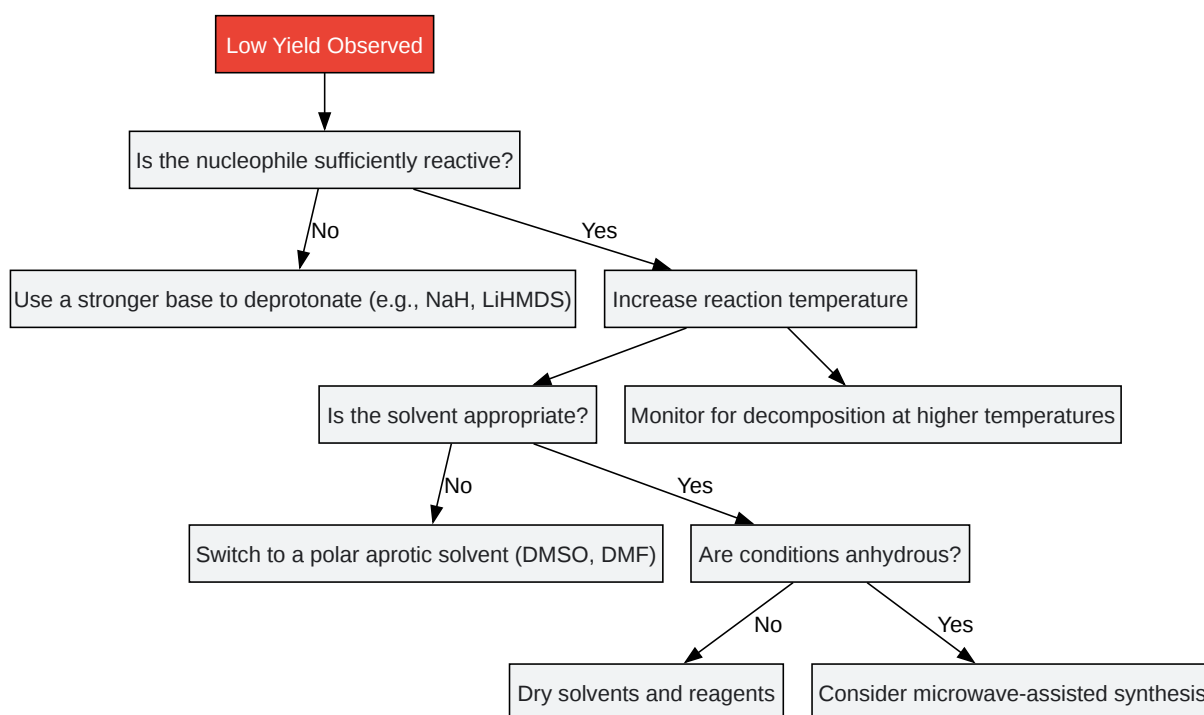 Low Yield Observed
Is the nucleophile sufficiently reactive?
No
Yes
Use a stronger base to deprotonate (e.g., NaH, LiHMDS)
Increase reaction temperature
Is the solvent appropriate?
Monitor for decomposition at higher temperatures
No
Yes
Switch to a polar aprotic solvent (DMSO, DMF)
Are conditions anhydrous?
No
Yes
Dry solvents and reagents
Consider microwave-assisted synthesis